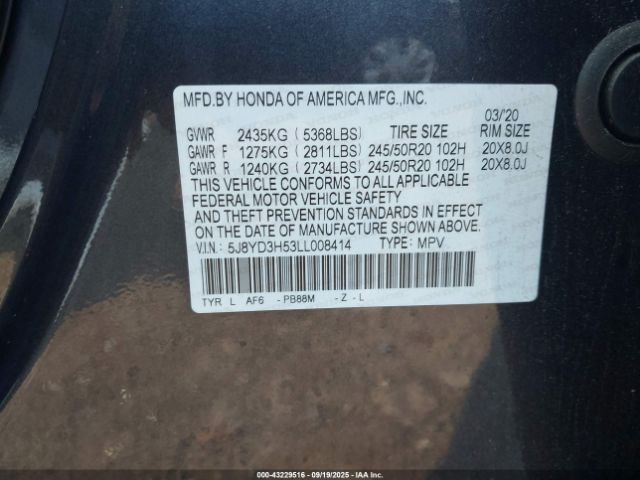 MFD.BY HONDA OF AMERICA MFG.,INC.
03/'20
GVWR 2435KG ( 5368LBS) TIRE SIZE RIM SIZE
GAWR F 1275KG ( 2811LBS) 245/50R20 102H 20X8.0J
GAWR R 1240KG ( 2734LBS) 245/50R20 102H 20X8.0J
THIS VEHICLE CONFORMS TO ALL APPLICABLE
FEDERAL MOTOR VEHICLE SAFETY
AND THEFT PREVENTION STANDARDS IN EFFECT
ON THE DATE OF MANUFACTURE SHOWN ABOVE.
V.I.N: 5J8YD3H53LL008414 TYPE: MPV
TYR L AF6 - PB88M - Z - L
000-43229516 - 09/19/2025 - IAA Inc.